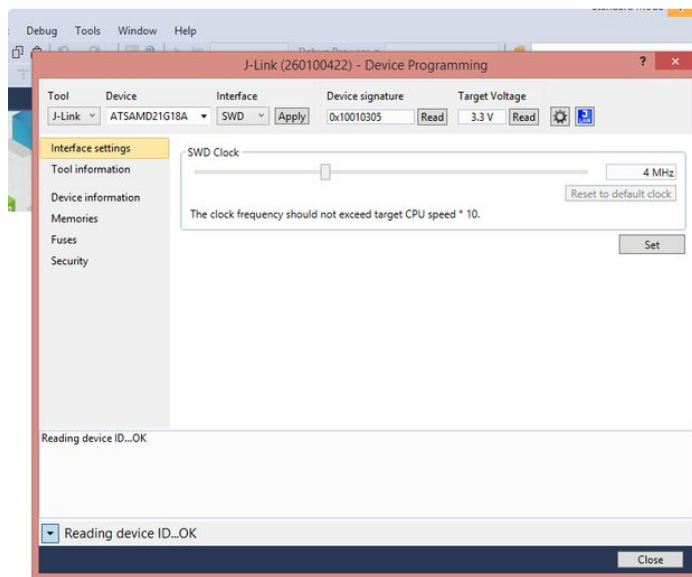 Debug Tools Window Help
J-Link (260100422) - Device Programming ? ×
Tool Device Interface Device signature Target Voltage
J-Link ATSAMD21G18A SWD Apply 0x10010305 Read 3.3 V Read
Interface settings
Tool information
Device information
Memories
Fuses
Security
SWD Clock
4 MHz
Reset to default clock
The clock frequency should not exceed target CPU speed * 10.
Set
Reading device ID...OK
Reading device ID...OK
Close